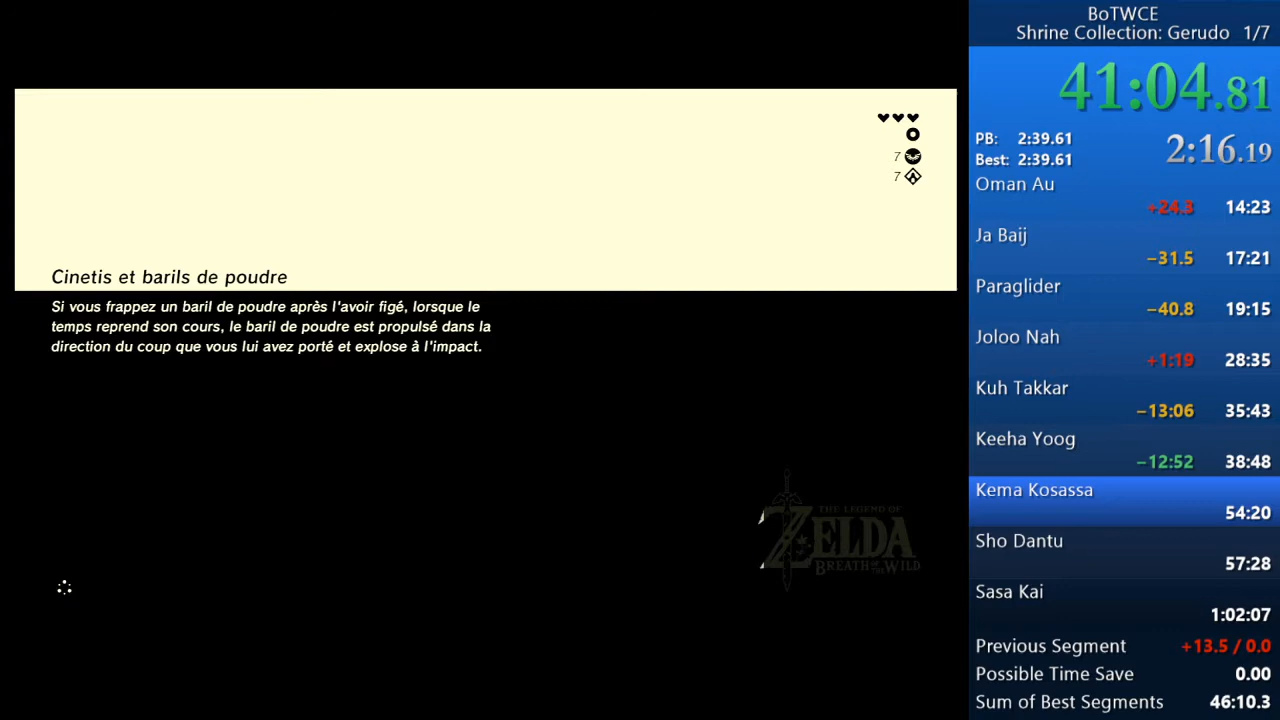 7
7
Cinetis et barils de poudre
Si vous frappez un baril de poudre après l'avoir figé, lorsque le
temps reprend son cours, le baril de poudre est propulsé dans la
direction du coup que vous lui avez porté et explose à l'impact.
THE LEGEND OF
ZELDA
BREATH OF THE WILD
BoTWCE
Shrine Collection: Gerudo 1/7
41:04.81
PB: 2:39.61
Best: 2:39.61
2:16.19
Oman Au
+24.3 14:23
Ja Baij
−31.5 17:21
Paraglider
−40.8 19:15
Joloo Nah
+1:19 28:35
Kuh Takkar
−13:06 35:43
Keeha Yoog
−12:52 38:48
Kema Kosassa
54:20
Sho Dantu
57:28
Sasa Kai
1:02:07
Previous Segment +13.5 / 0.0
Possible Time Save 0.00
Sum of Best Segments 46:10.3